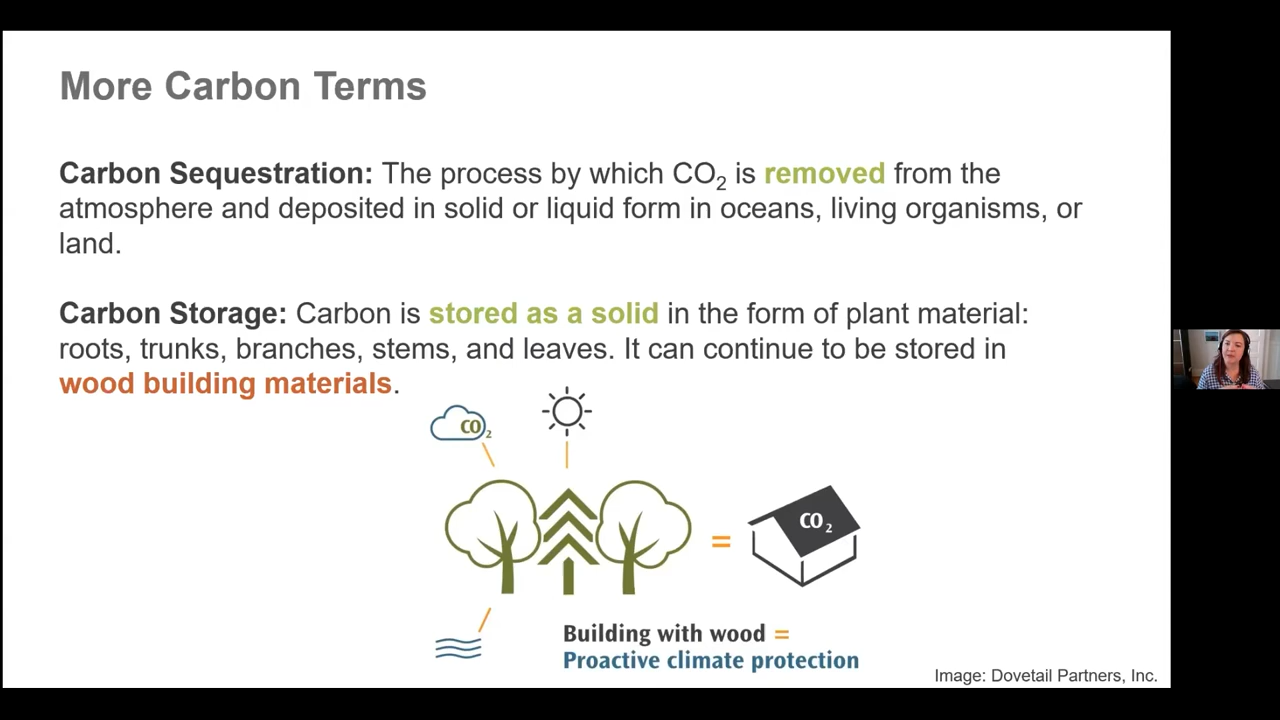 More Carbon Terms
Carbon Sequestration: The process by which CO₂ is removed from the
atmosphere and deposited in solid or liquid form in oceans, living organisms, or
land.
Carbon Storage: Carbon is stored as a solid in the form of plant material:
roots, trunks, branches, stems, and leaves. It can continue to be stored in
wood building materials.
CO₂
CO₂
=
Building with wood =
Proactive climate protection
Image: Dovetail Partners, Inc.